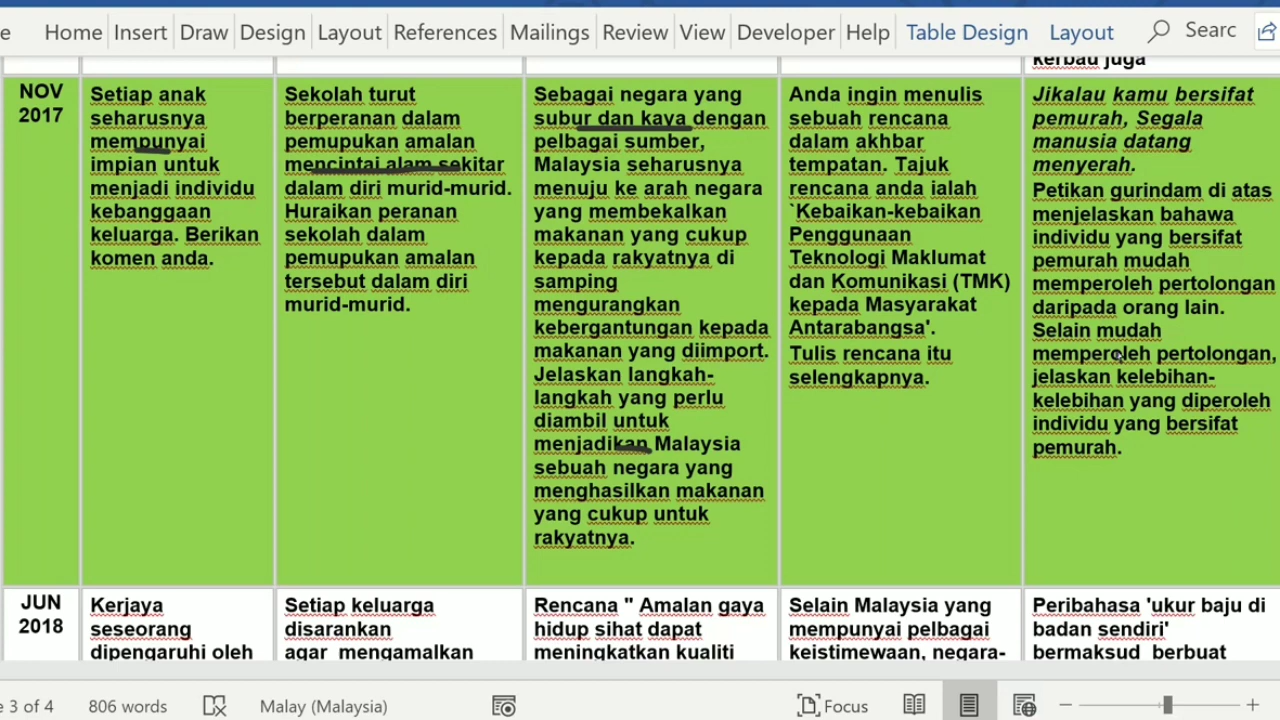 e Home Insert Draw Design Layout References Mailings Review View Developer Help Table Design Layout Searc
kerbau juga
NOV
2017
Setiap anak
seharusnya
mempunyai
impian untuk
menjadi individu
kebanggaan
keluarga. Berikan
komen anda.
Sekolah turut
berperanan dalam
pemupukan amalan
mencintai alam sekitar
dalam diri murid-murid.
Huraikan peranan
sekolah dalam
pemupukan amalan
tersebut dalam diri
murid-murid.
Sebagai negara yang
subur dan kaya dengan
pelbagai sumber,
Malaysia seharusnya
menuju ke arah negara
yang membekalkan
makanan yang cukup
kepada rakyatnya di
samping
mengurangkan
kebergantungan kepada
makanan yang diimport.
Jelaskan langkah-
langkah yang perlu
diambil untuk
menjadikan Malaysia
sebuah negara yang
menghasilkan makanan
yang cukup untuk
rakyatnya.
Anda ingin menulis
sebuah rencana
dalam akhbar
tempatan. Tajuk
rencana anda ialah
`Kebaikan-kebaikan
Penggunaan
Teknologi Maklumat
dan Komunikasi (TMK)
kepada Masyarakat
Antarabangsa'.
Tulis rencana itu
selengkapnya.
Jikalau kamu bersifat
pemurah, Segala
manusia datang
menyerah.
Petikan gurindam di atas
menjelaskan bahawa
individu yang bersifat
pemurah mudah
memperoleh pertolongan
daripada orang lain.
Selain mudah
memperoleh pertolongan,
jelaskan kelebihan-
kelebihan yang diperoleh
individu yang bersifat
pemurah.
JUN
2018
Kerjaya
seseorang
dipengaruhi oleh
Setiap keluarga
disarankan
agar mengamalkan
Rencana " Amalan gaya
hidup sihat dapat
meningkatkan kualiti
Selain Malaysia yang
mempunyai pelbagai
keistimewaan, negara-
Peribahasa 'ukur baju di
badan sendiri'
bermaksud berbuat
e 3 of 4 806 words Malay (Malaysia) Focus